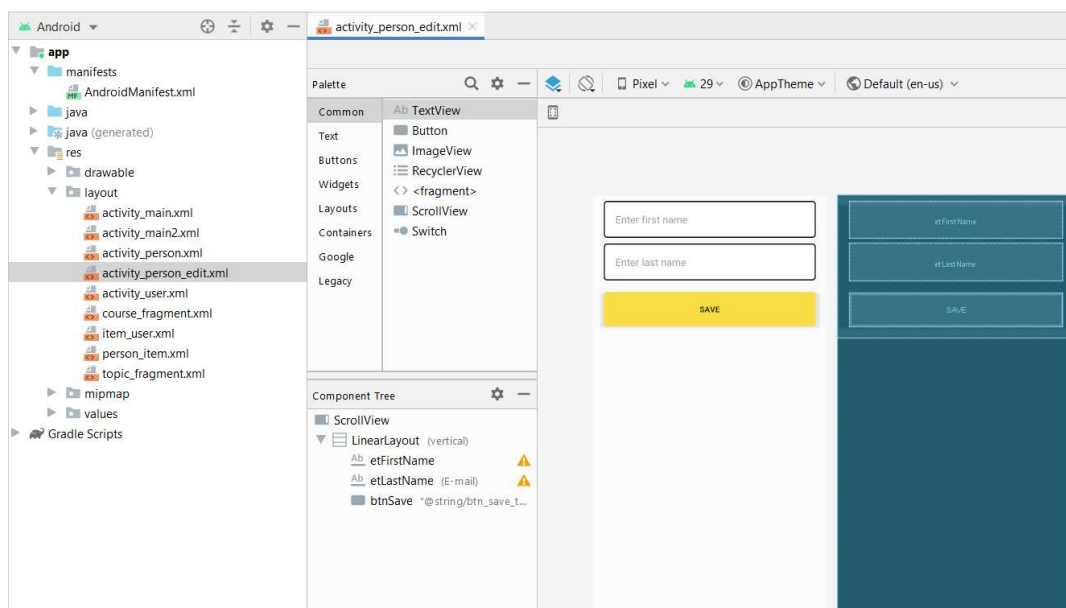 Android
activity_person_edit.xml
app
manifests
AndroidManifest.xml
java
java (generated)
res
drawable
layout
activity_main.xml
activity_main2.xml
activity_person.xml
activity_person_edit.xml
activity_user.xml
course_fragment.xml
item_user.xml
person_item.xml
topic_fragment.xml
mipmap
values
Gradle Scripts
Palette
Common
Text
Buttons
Widgets
Layouts
Containers
Google
Legacy
Ab TextView
Button
ImageView
RecyclerView
<> <fragment>
ScrollView
Switch
Pixel 29 AppTheme Default (en-us)
Enter first name
Enter last name
SAVE
etFirstName
etLastName
SAVE
Component Tree
ScrollView
LinearLayout (vertical)
Ab etFirstName
Ab etLastName (E-mail)
btnSave "@string/btn_save_t...